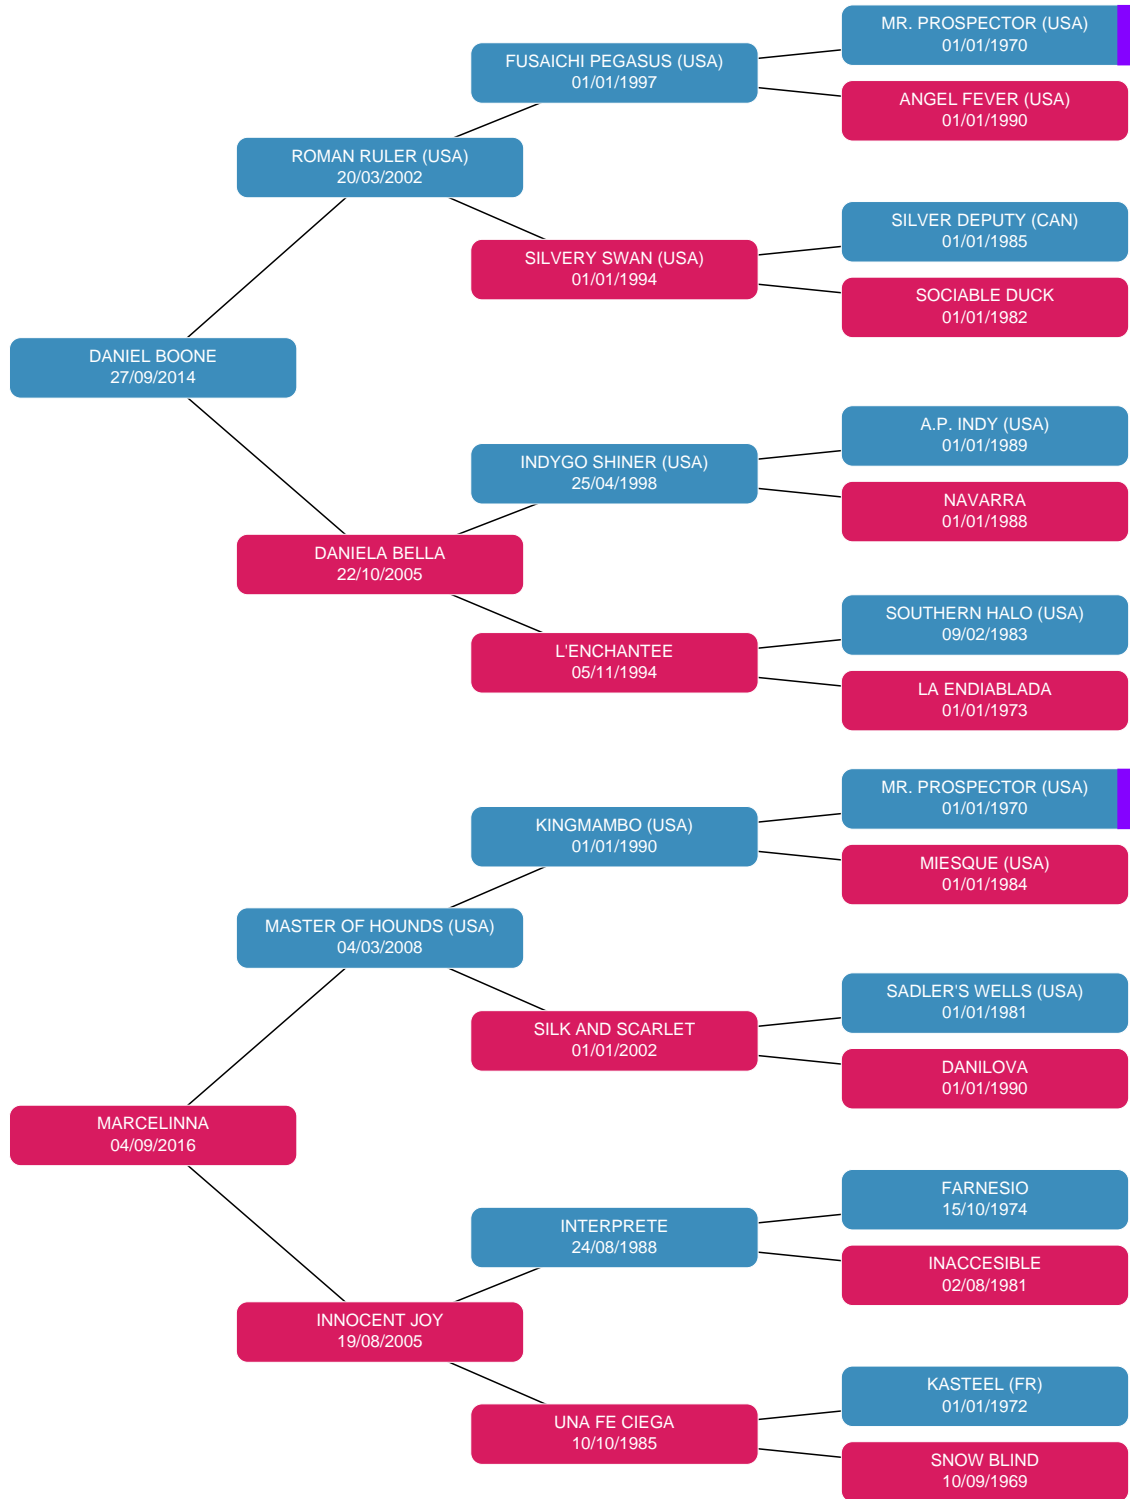 MR. PROSPECTOR (USA)
01/01/1970
FUSAICHI PEGASUS (USA)
01/01/1997
ANGEL FEVER (USA)
01/01/1990
ROMAN RULER (USA)
20/03/2002
SILVER DEPUTY (CAN)
01/01/1985
SILVERY SWAN (USA)
01/01/1994
SOCIABLE DUCK
01/01/1982
DANIEL BOONE
27/09/2014
A.P. INDY (USA)
01/01/1989
INDYGO SHINER (USA)
25/04/1998
NAVARRA
01/01/1988
DANIELA BELLA
22/10/2005
SOUTHERN HALO (USA)
09/02/1983
L'ENCHANTEE
05/11/1994
LA ENDIABLADA
01/01/1973
MR. PROSPECTOR (USA)
01/01/1970
KINGMAMBO (USA)
01/01/1990
MIESQUE (USA)
01/01/1984
MASTER OF HOUNDS (USA)
04/03/2008
SADLER'S WELLS (USA)
01/01/1981
SILK AND SCARLET
01/01/2002
DANILOVA
01/01/1990
MARCELINNA
04/09/2016
FARNESIO
15/10/1974
INTERPRETE
24/08/1988
INACCESIBLE
02/08/1981
INNOCENT JOY
19/08/2005
KASTEEL (FR)
01/01/1972
UNA FE CIEGA
10/10/1985
SNOW BLIND
10/09/1969